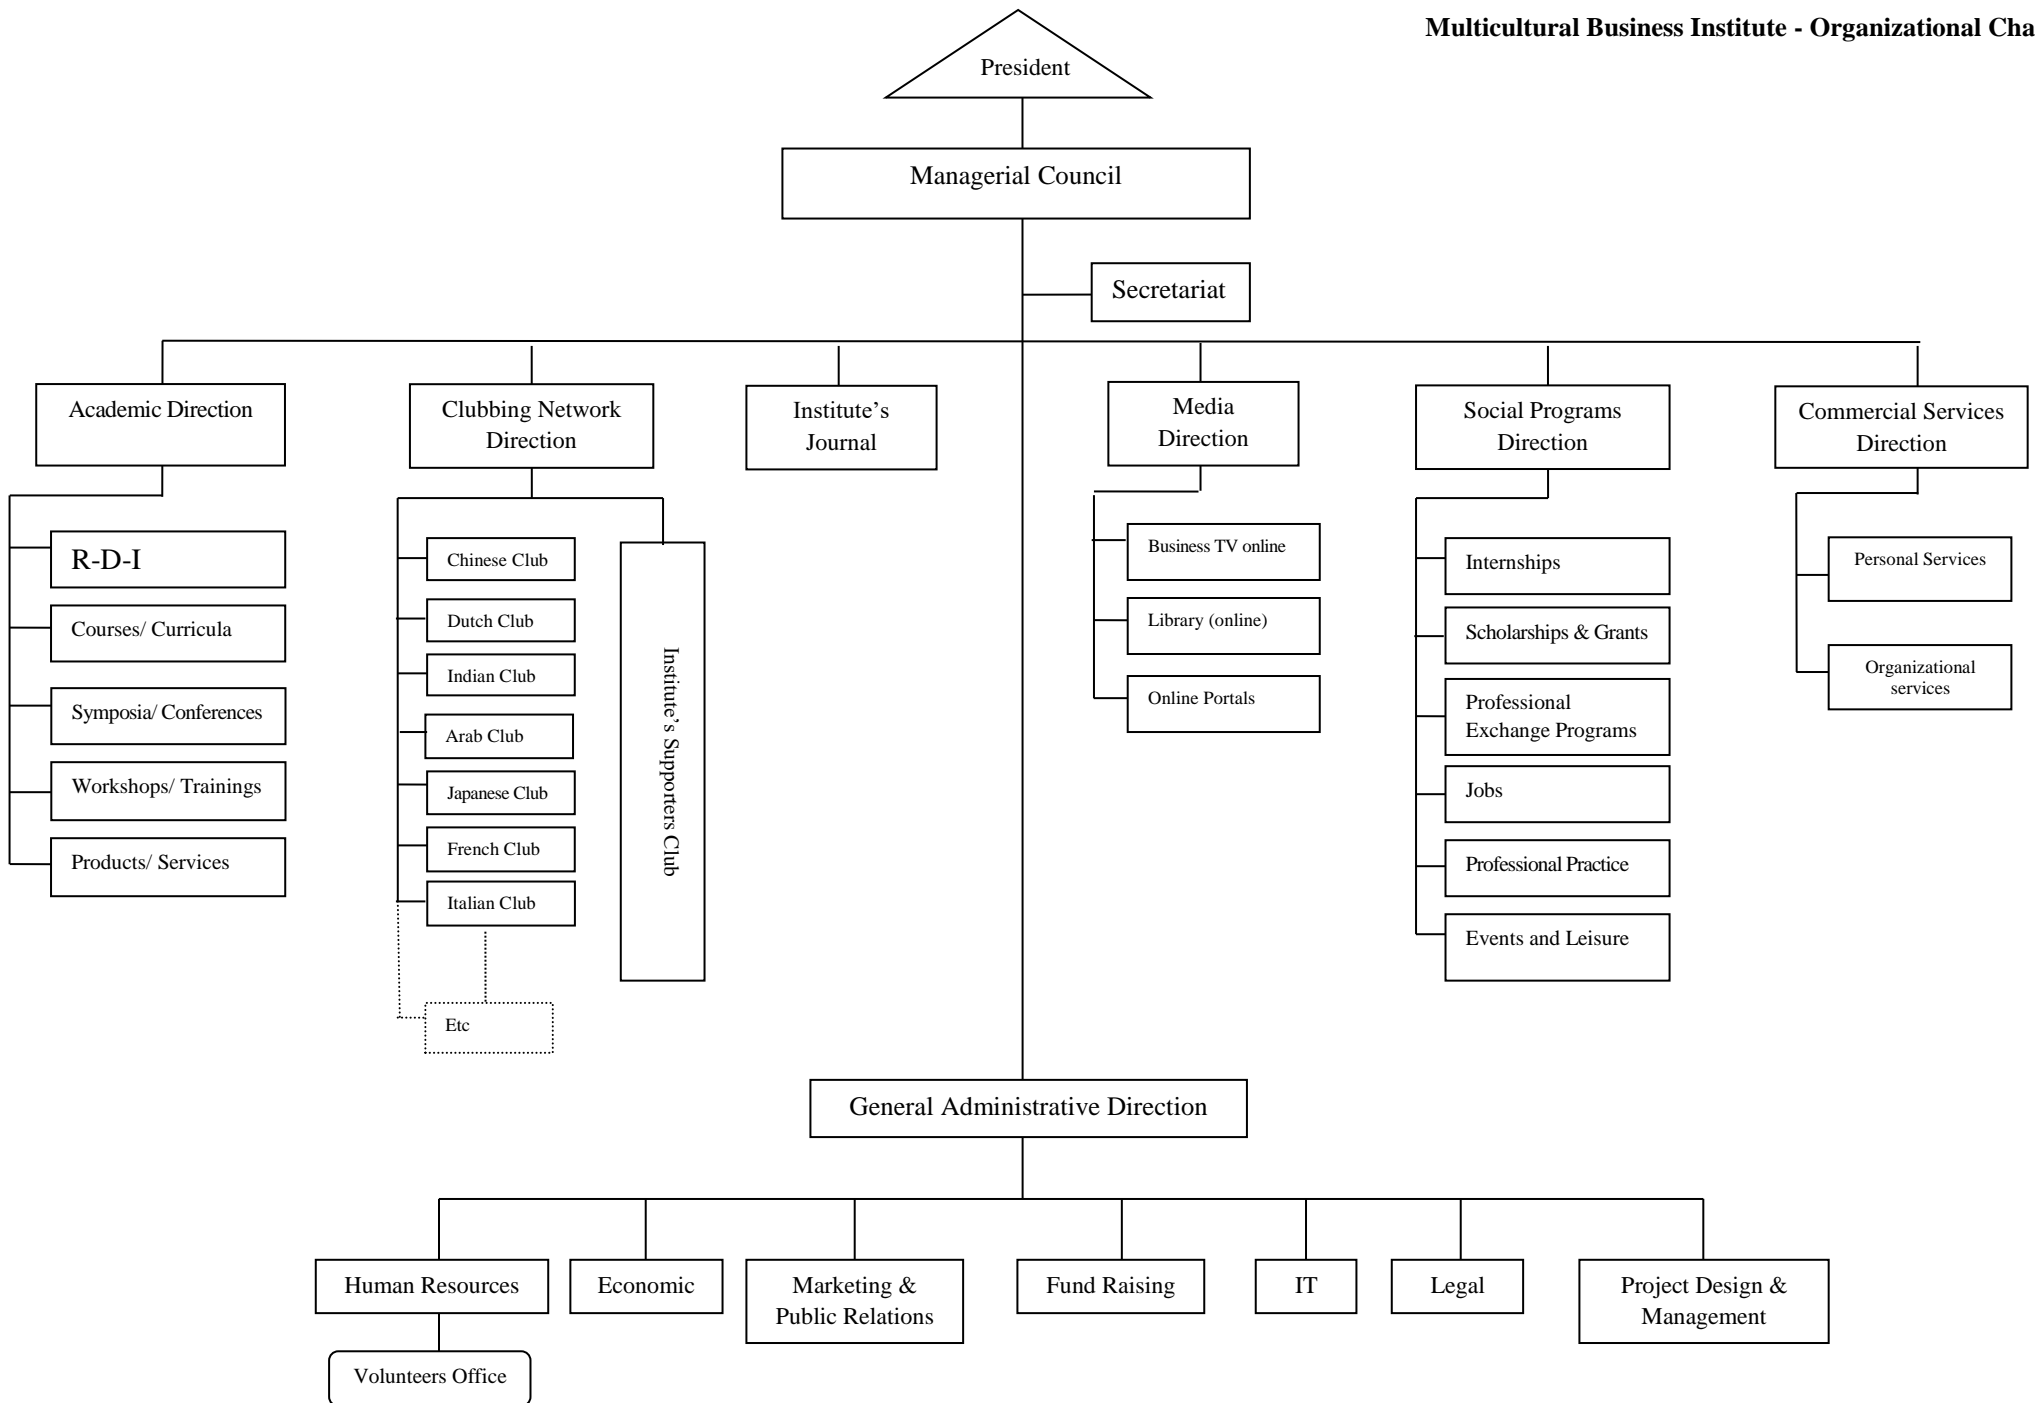 Multicultural Business Institute - Organizational Cha
President
Managerial Council
Secretariat
Academic Direction
R-D-I
Courses/ Curricula
Symposia/ Conferences
Workshops/ Trainings
Products/ Services
Clubbing Network
Direction
Chinese Club
Dutch Club
Indian Club
Arab Club
Japanese Club
French Club
Italian Club
Etc
Institute’s Supporters Club
Institute’s
Journal
Media
Direction
Business TV online
Library (online)
Online Portals
Social Programs
Direction
Internships
Scholarships & Grants
Professional
Exchange Programs
Jobs
Professional Practice
Events and Leisure
Commercial Services
Direction
Personal Services
Organizational
services
General Administrative Direction
Human Resources
Volunteers Office
Economic
Marketing &
Public Relations
Fund Raising
IT
Legal
Project Design &
Management